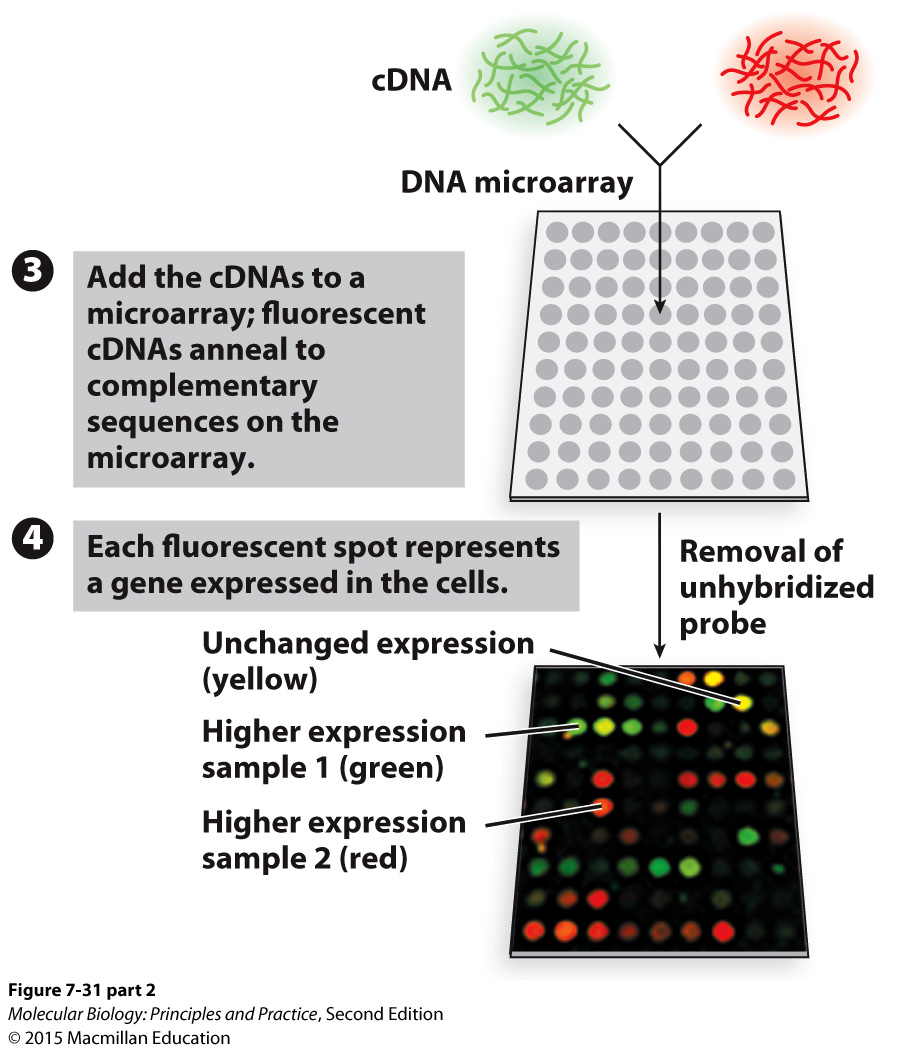 cDNA
DNA microarray
3
Add the cDNAs to a
microarray; fluorescent
cDNAs anneal to
complementary
sequences on the
microarray.
4
Each fluorescent spot represents
a gene expressed in the cells.
Removal of
unhybridized
probe
Unchanged expression
(yellow)
Higher expression
sample 1 (green)
Higher expression
sample 2 (red)
Figure 7-31 part 2
Molecular Biology: Principles and Practice, Second Edition
© 2015 Macmillan Education